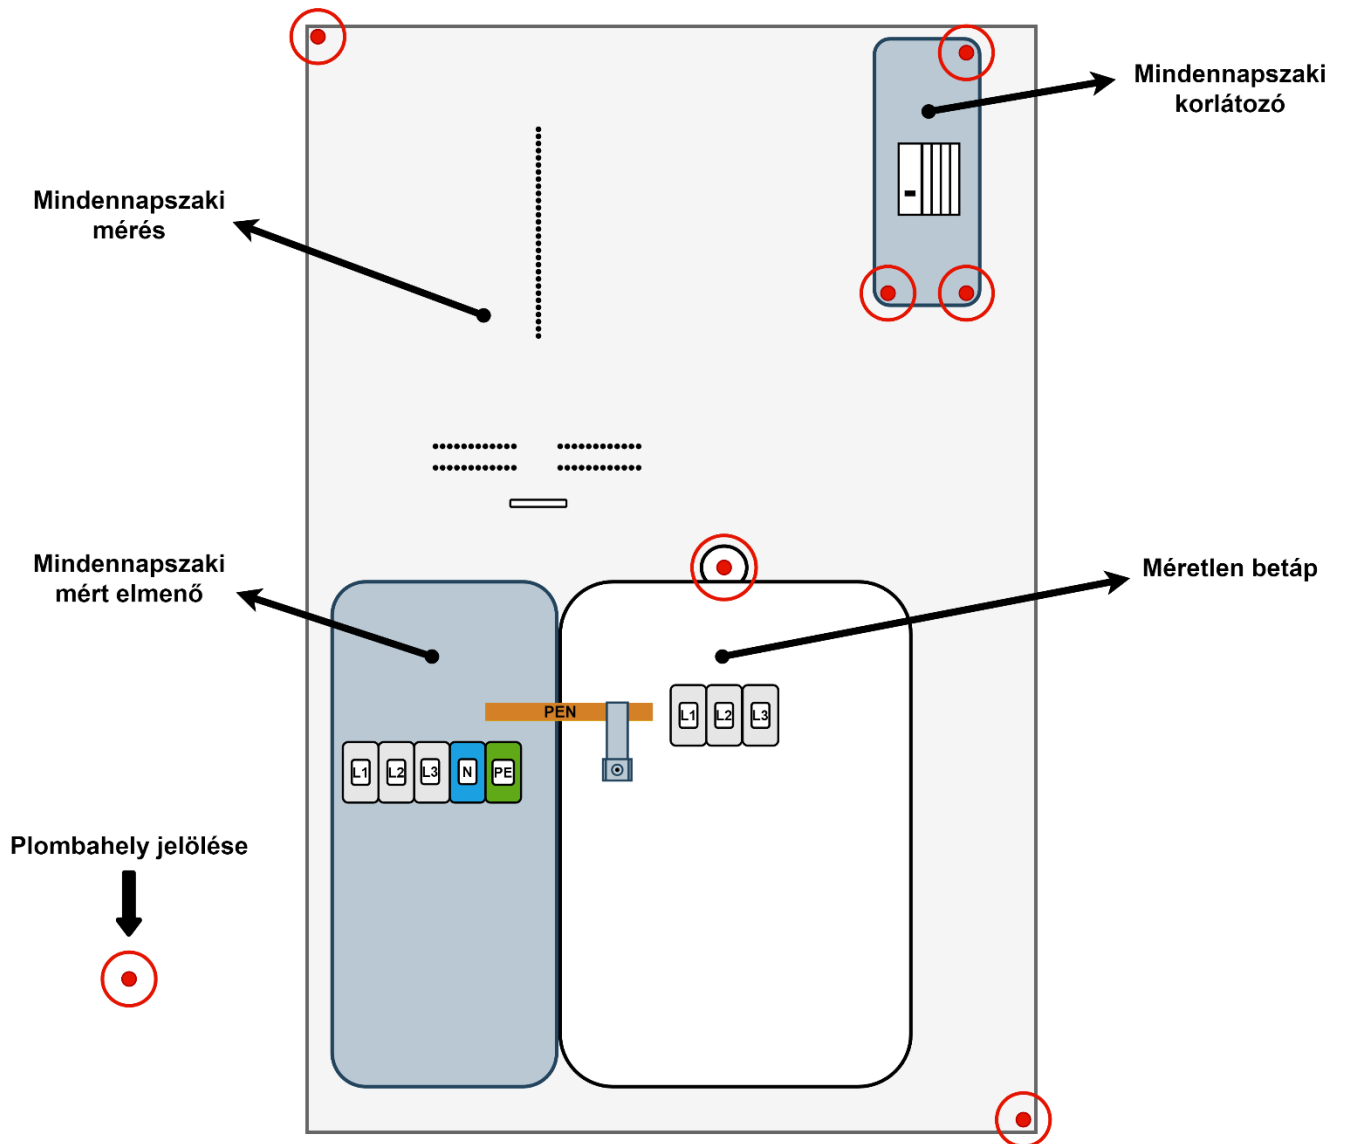 Mindennapszaki
korlátozó
Mindennapszaki
mérés
Mindennapszaki
mért elmenő
Méretlen betáp
PEN
L1 L2 L3
L1 L2 L3 N PE
Plombahely jelölése